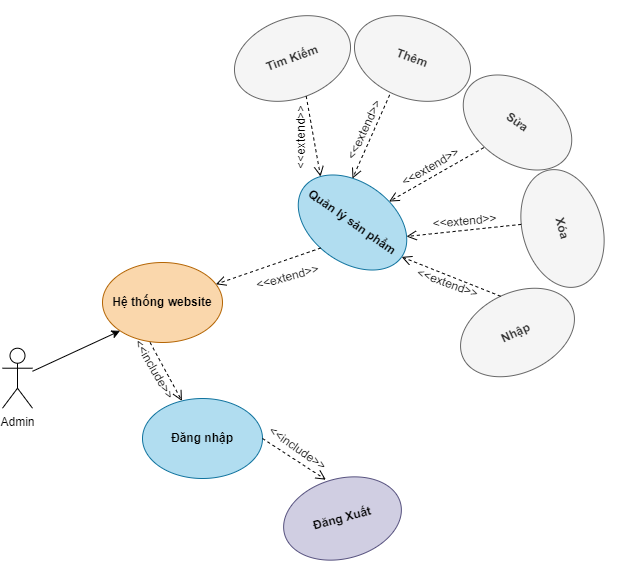 Tìm Kiếm
Thêm
Sửa
Xóa
Nhập
<<extend>>
<<extend>>
<<extend>>
<<extend>>
<<extend>>
Quản lý sản phẩm
<<extend>>
Hệ thống website
Admin
<<include>>
Đăng nhập
<<include>>
Đăng Xuất